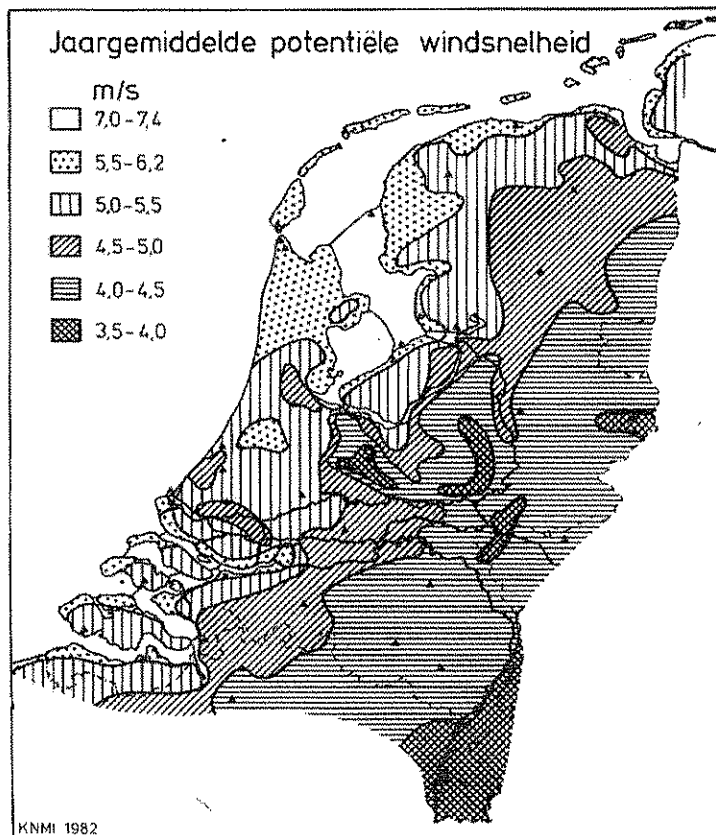 Jaargemiddelde potentiële windsnelheid
m/s
7,0-7,4
5,5-6,2
5,0-5,5
4,5-5,0
4,0-4,5
3,5-4,0
KNMI 1982